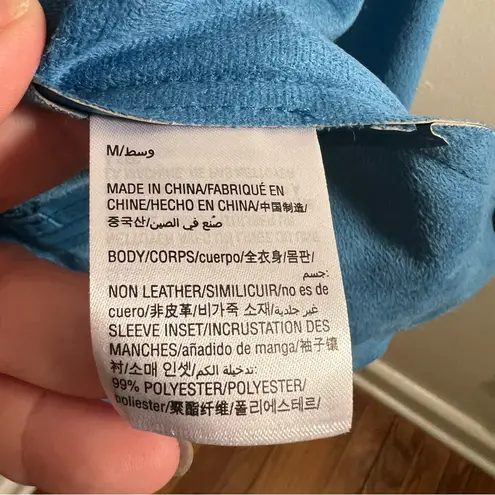 M/وسط
MADE IN CHINA/FABRIQUÉ EN
CHINE/HECHO EN CHINA/中国制造/
중국산/صنع في الصين/
BODY/CORPS/cuerpo/全衣身/몸판/
جسم:
NON LEATHER/SIMILICUIR/no es de
cuero/非皮革/비가죽 소재/غير جلدية/
SLEEVE INSET/INCRUSTATION DES
MANCHES/añadido de manga/袖子镶
衬/소매 인셋/تدخيلة الكم:
99% POLYESTER/POLYESTER/
poliester/聚酯纤维/폴리에스테르/